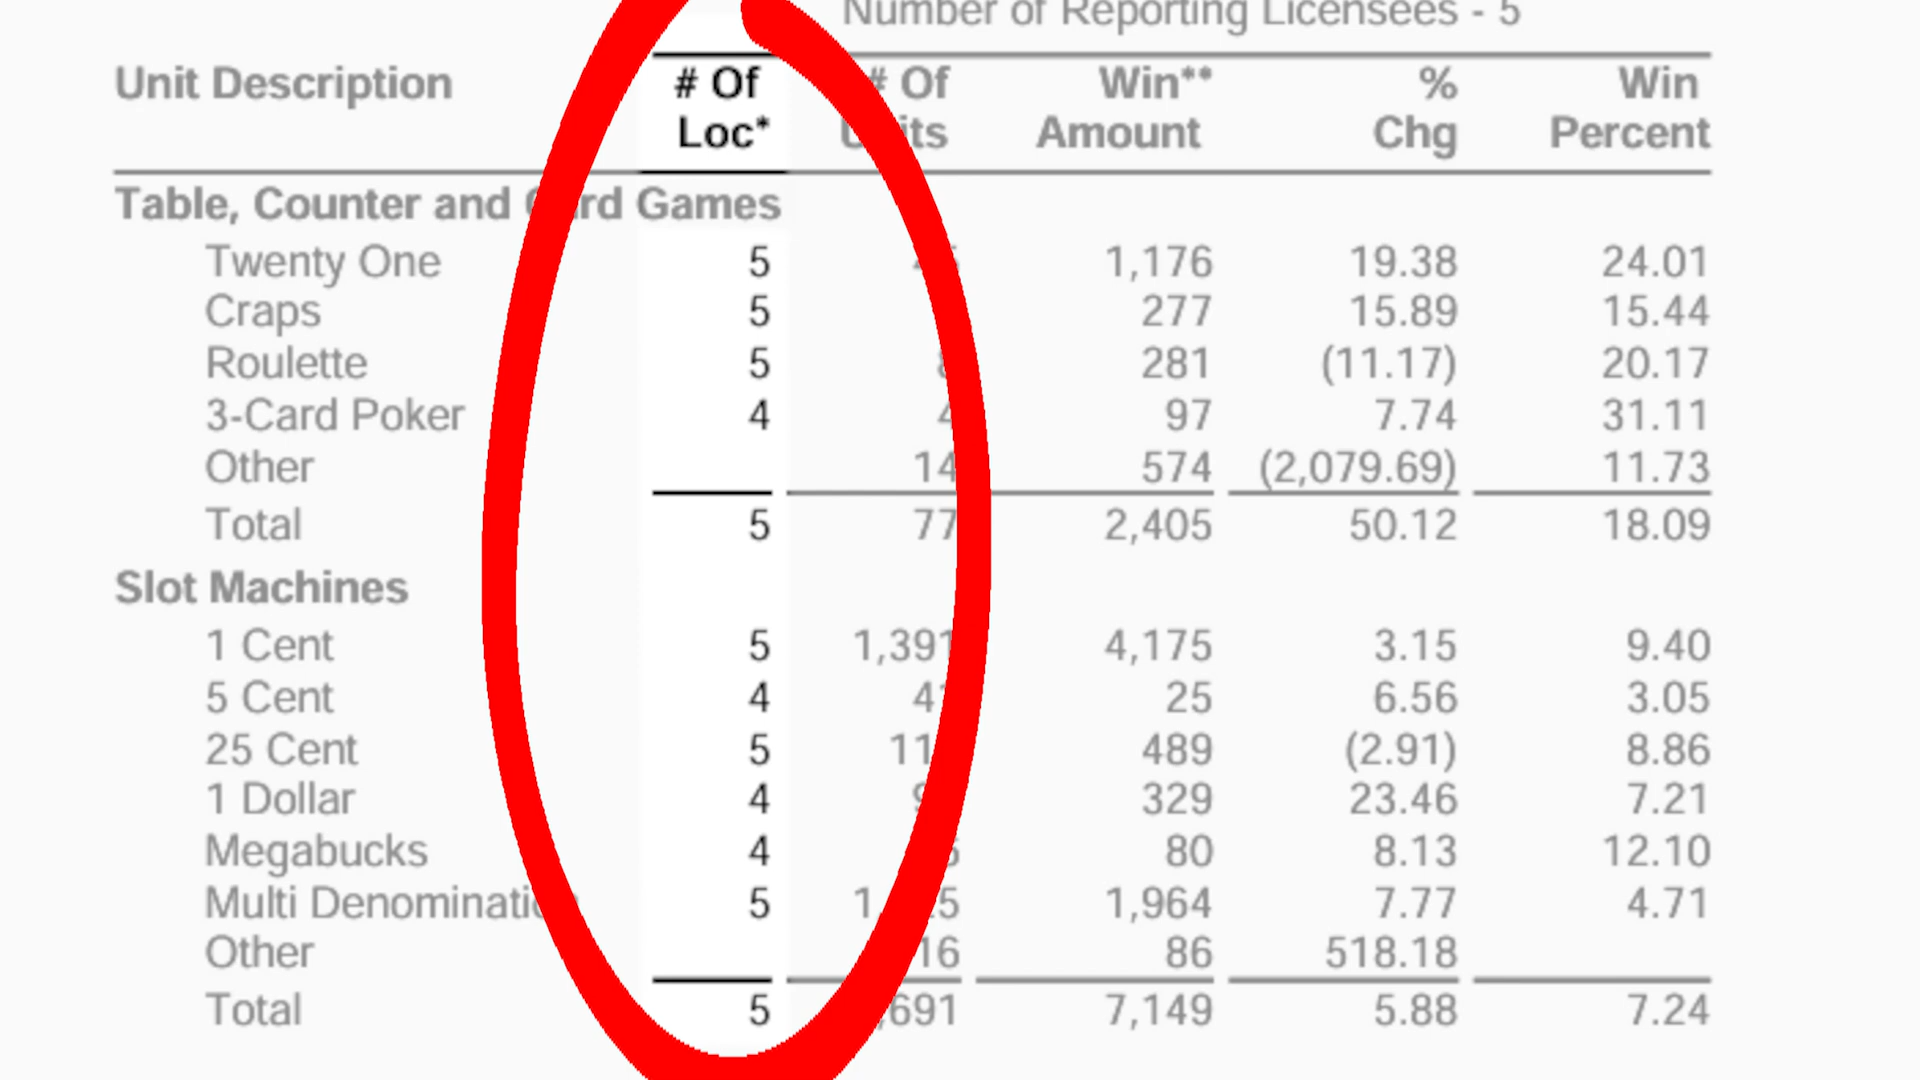 Number of Reporting Licensees - 5
Unit Description # Of Loc* # Of Win** Amount % Chg Win Percent
Table, Counter and Games
Twenty One 5 1,176 19.38 24.01
Craps 5 277 15.89 15.44
Roulette 5 281 (11.17) 20.17
3-Card Poker 4 4 97 7.74 31.11
Other 14 574 (2,079.69) 11.73
Total 5 77 2,405 50.12 18.09
Slot Machines
1 Cent 5 1,391 4,175 3.15 9.40
5 Cent 4 25 6.56 3.05
25 Cent 5 489 (2.91) 8.86
1 Dollar 4 329 23.46 7.21
Megabucks 4 80 8.13 12.10
Multi 5 1,964 7.77 4.71
Other 16 86 518.18
Total 5 7,149 5.88 7.24